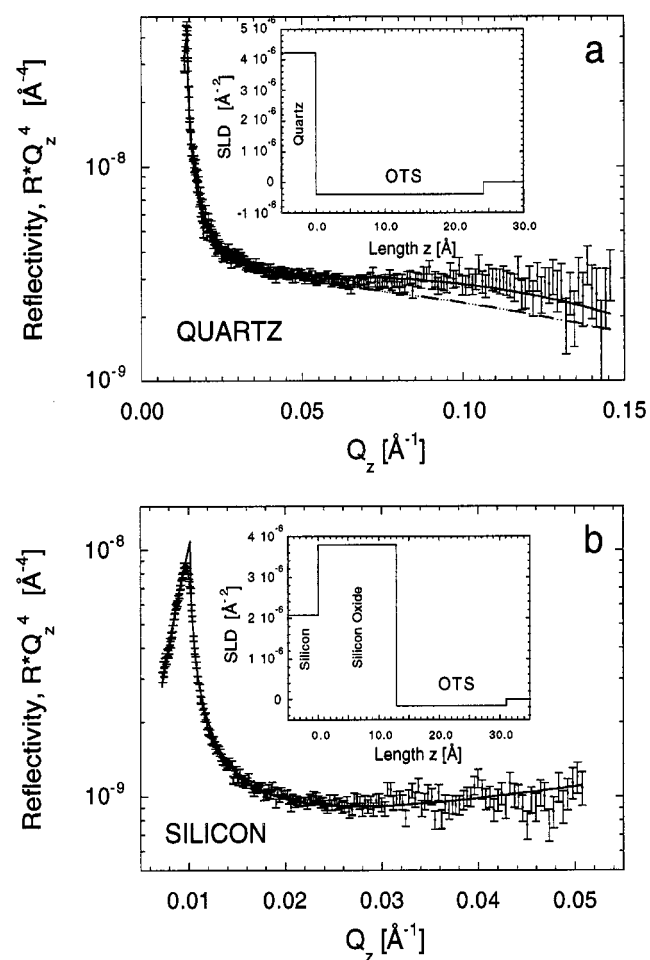 a
Reflectivity, R*Q_z^4 [Å^-4]
10^-8
10^-9
0.00 0.05 0.10 0.15
Q_z [Å^-1]
QUARTZ
SLD [Å^-2]
5 10^-6
4 10^-6
3 10^-6
2 10^-6
1 10^-6
0
-1 10^-6
Quartz
OTS
0.0 10.0 20.0 30.0
Length z [Å]
b
Reflectivity, R*Q_z^4 [Å^-4]
10^-8
10^-9
0.01 0.02 0.03 0.04 0.05
Q_z [Å^-1]
SILICON
SLD [Å^-2]
4 10^-6
3 10^-6
2 10^-6
1 10^-6
0
Silicon
Silicon Oxide
OTS
0.0 10.0 20.0 30.0
Length z [Å]